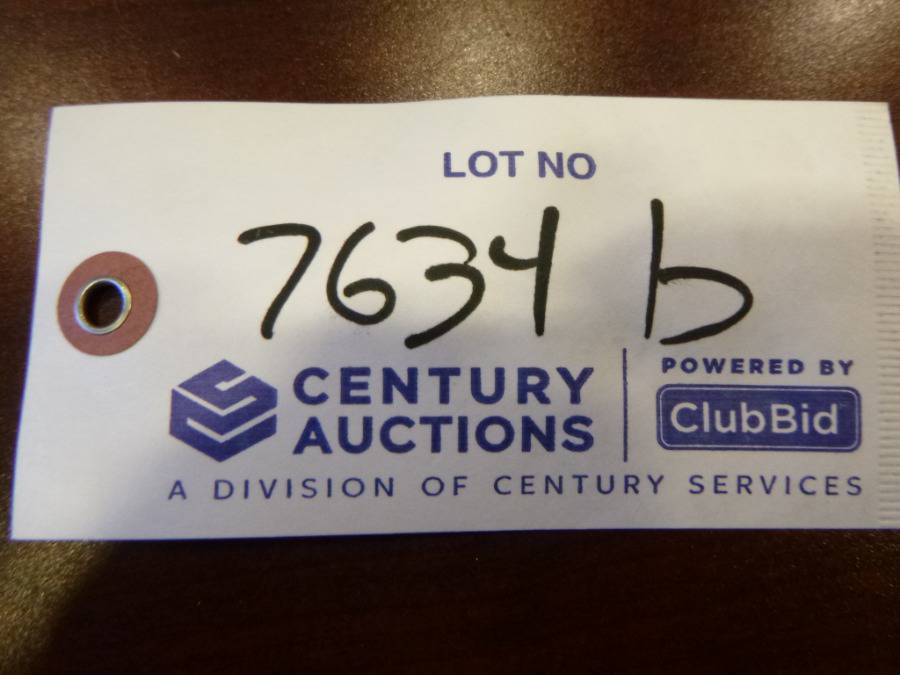 LOT NO
7634 b
CENTURY AUCTIONS
POWERED BY
ClubBid
A DIVISION OF CENTURY SERVICES